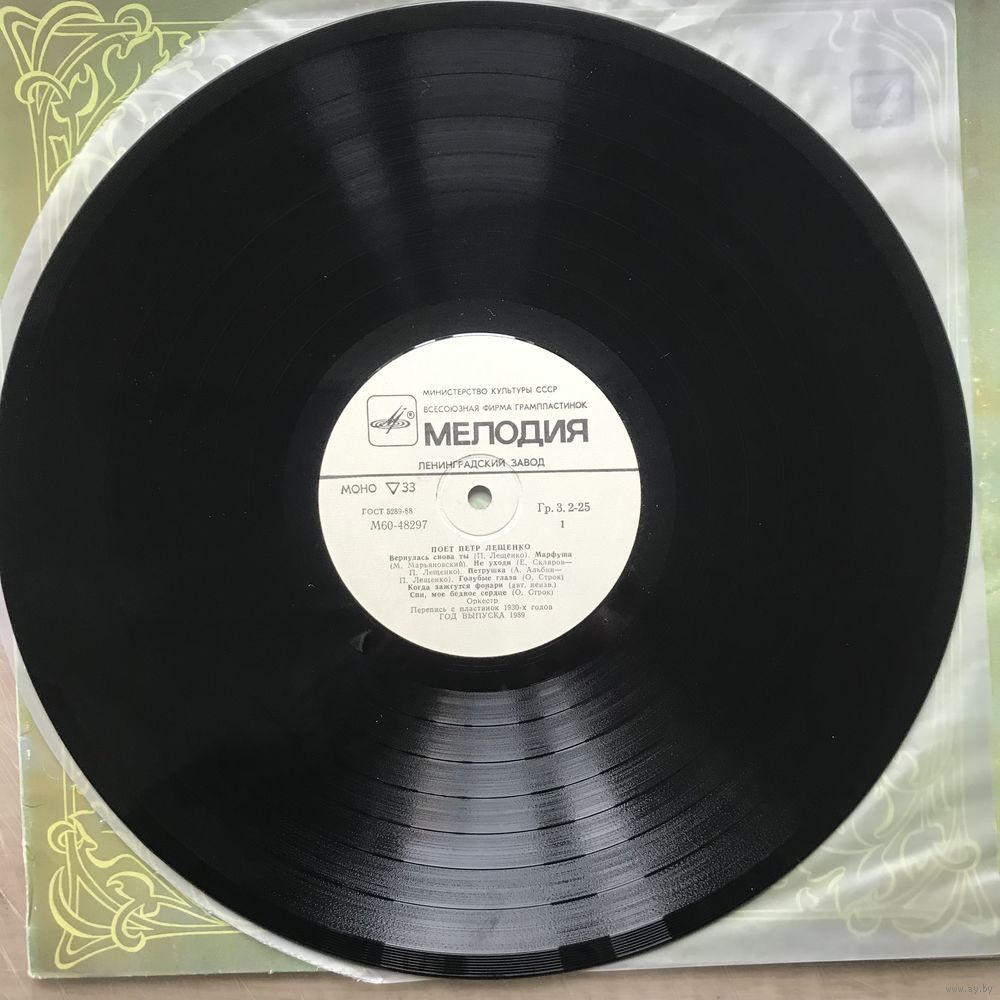 МИНИСТЕРСТВО КУЛЬТУРЫ СССР
ВСЕСОЮЗНАЯ ФИРМА ГРАМПЛАСТИНОК
®
МЕЛОДИЯ
ЛЕНИНГРАДСКИЙ ЗАВОД
МОНО 33
ГОСТ 5289-88
М60-48297
Гр. 3. 2-25
1
ПОЕТ ПЕТР ЛЕЩЕНКО
Вернулась снова ты (П. Лещенко). Марфуша
(М. Марьяновский). Не уходи (Е. Скляров—
П. Лещенко). Петрушка (А. Альбин—
П. Лещенко). Голубые глаза (О. Строк)
Когда зажгутся фонари (авт. неизв.)
Спи, мое бедное сердце (О. Строк)
Оркестр
Перепись с пластинок 1930-х годов
ГОД ВЫПУСКА 1989
www.ay.by